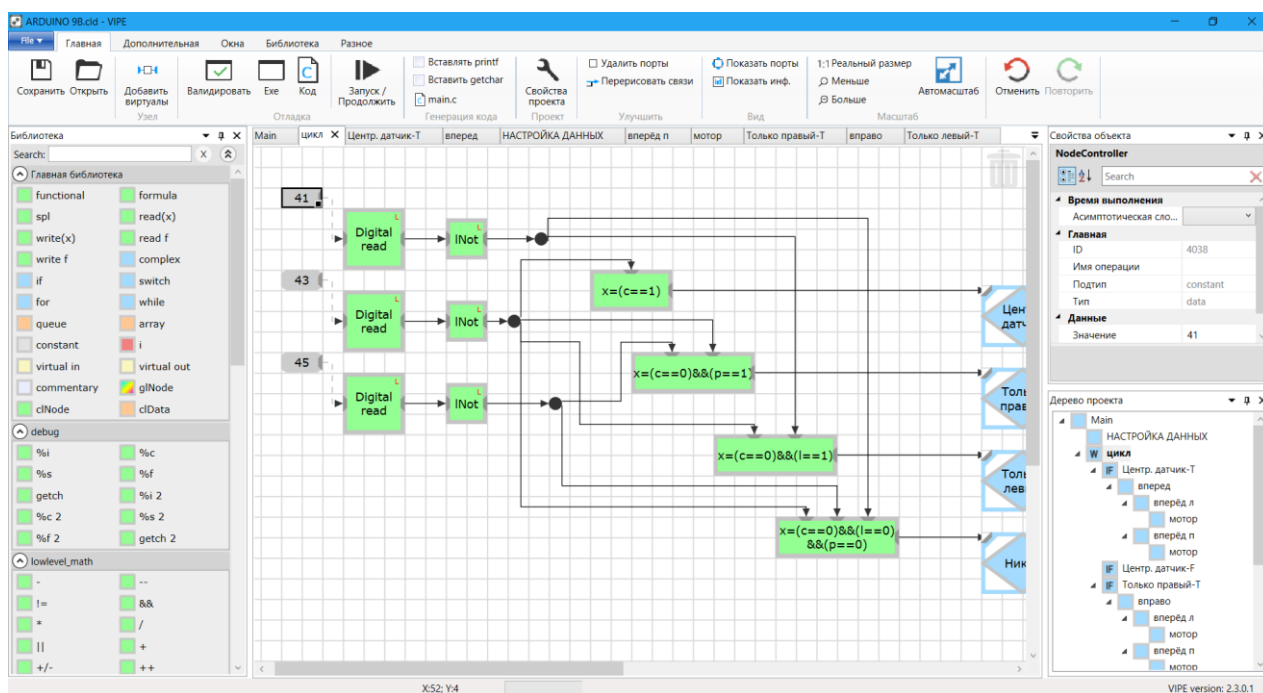 ARDUINO 9B.cld - VIPE
File Главная Дополнительная Окна Библиотека Разное
Сохранить Открыть
Добавить виртуалы
Узел
Валидировать Exe Код
Запуск / Продолжить
Отладка
Вставлять printf
Вставить getchar
main.c
Генерация кода
Свойства проекта
Проект
Удалить порты
Перерисовать связи
Улучшить
Показать порты
Показать инф.
Вид
1:1 Реальный размер
Меньше
Больше
Автомасштаб
Масштаб
Отменить Повторить
Библиотека
Search: X
Главная библиотека
functional formula
spl read(x)
write(x) read f
write f complex
if switch
for while
queue array
constant i
virtual in virtual out
commentary glNode
clNode clData
debug
%i %c
%s %f
getch %i 2
%c 2 %s 2
%f 2 getch 2
lowlevel_math
- --
!= &&
* /
|| +
+/- ++
Main цикл X Центр. датчик-T вперед НАСТРОЙКА ДАННЫХ вперёд п мотор Только правый-T вправо Только левый-T
41
Digital read
L
lNot
L
43
Digital read
L
lNot
L
45
Digital read
L
lNot
L
x=(c==1)
x=(c==0)&&(p==1)
x=(c==0)&&(l==1)
x=(c==0)&&(l==0)
&&(p==0)
Цен
датч
Толь
прав
Толь
лев
Ник
Свойства объекта
NodeController
Search
Время выполнения
Асимптотическая сло...
Главная
ID 4038
Имя операции
Подтип constant
Тип data
Данные
Значение 41
Дерево проекта
Main
НАСТРОЙКА ДАННЫХ
W цикл
IF Центр. датчик-T
вперед
вперёд л
мотор
вперёд п
мотор
IF Центр. датчик-F
IF Только правый-T
вправо
вперёд л
мотор
вперёд п
мотор
X:52; Y:4
VIPE version: 2.3.0.1